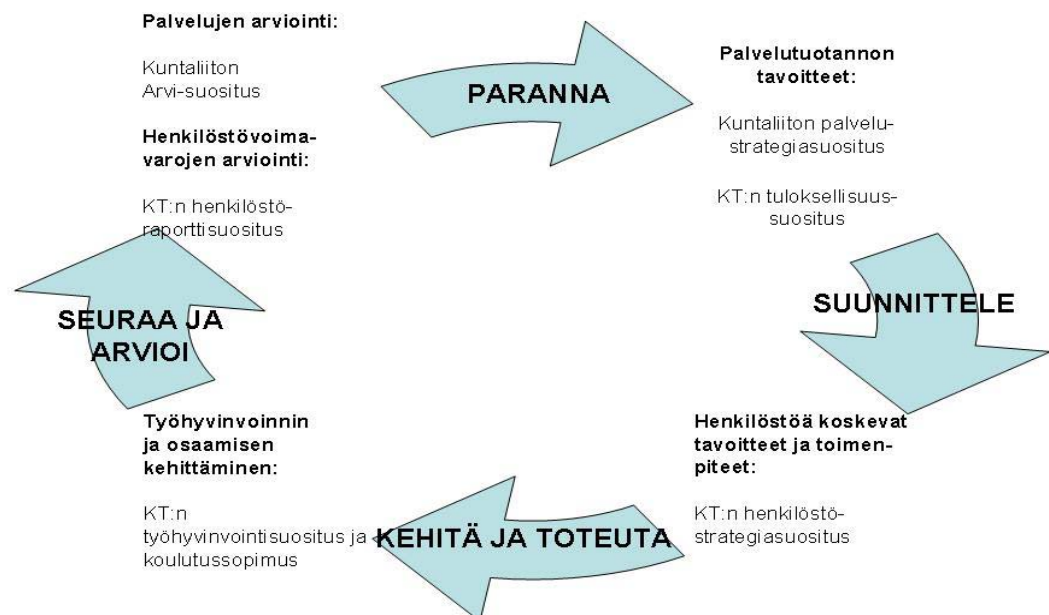 Palvelujen arviointi:
Kuntaliiton
Arvi-suositus
Henkilöstövoima-
varojen arviointi:
KT:n henkilöstö-
raporttisuositus
PARANNA
Palvelutuotannon
tavoitteet:
Kuntaliiton palvelu-
strategiasuositus
KT:n tuloksellisuus-
suositus
SUUNNITTELE
Henkilöstöä koskevat
tavoitteet ja toimen-
piteet:
KT:n henkilöstö-
strategiasuositus
KEHITÄ JA TOTEUTA
Työhyvinvoinnin
ja osaamisen
kehittäminen:
KT:n
työhyvinvointisuositus ja
koulutussopimus
SEURAA JA
ARVIOI